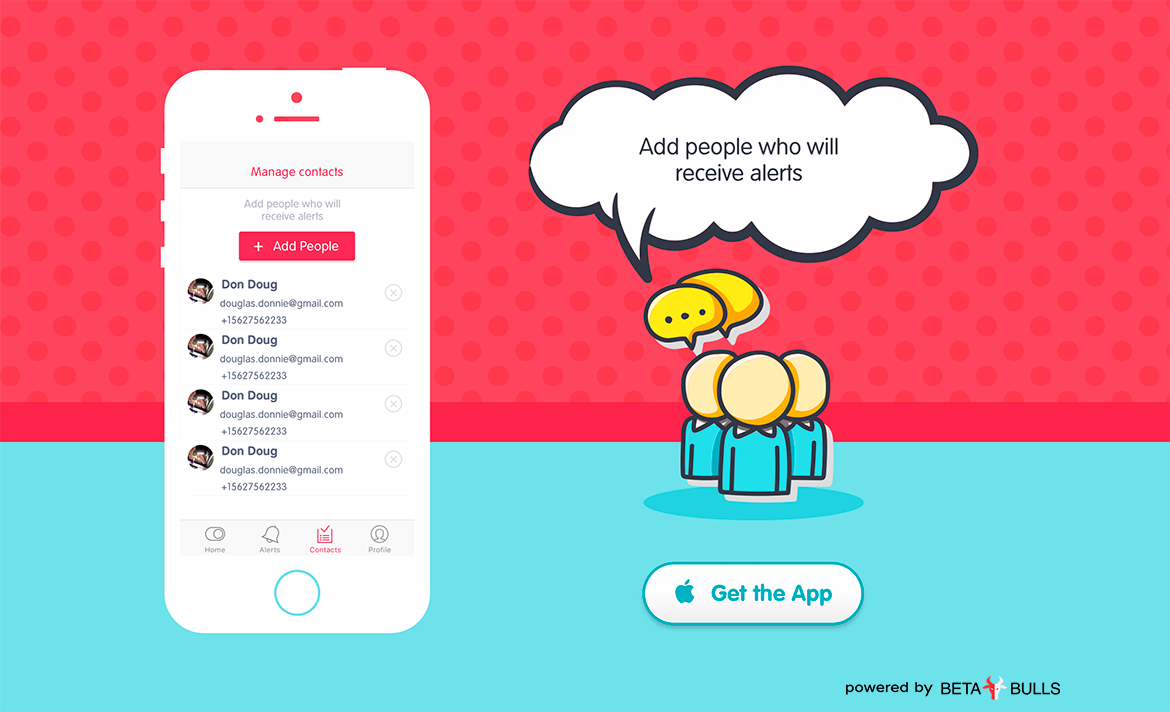 Manage contacts
Add people who will
receive alerts
+ Add People
Don Doug
douglas.donnie@gmail.com
+15627562233
Don Doug
douglas.donnie@gmail.com
+15627562233
Don Doug
douglas.donnie@gmail.com
+15627562233
Don Doug
douglas.donnie@gmail.com
+15627562233
Home Alerts Contacts Profile
Add people who will
receive alerts
Get the App
powered by BETA BULLS